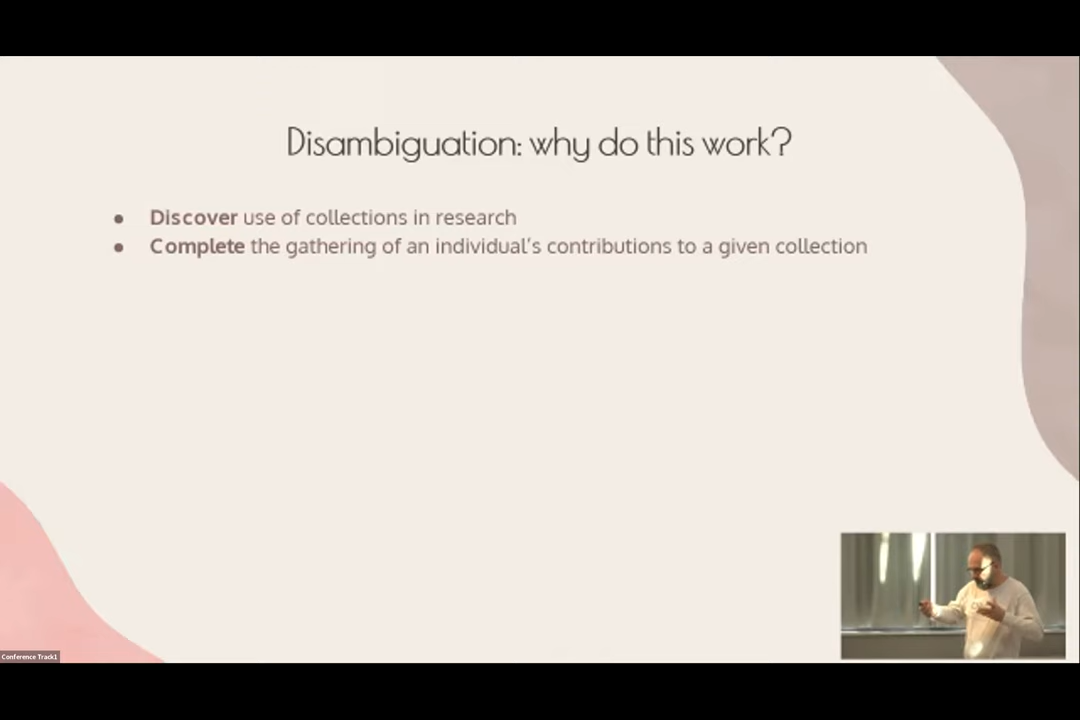 Disambiguation: why do this work?
● Discover use of collections in research
● Complete the gathering of an individual's contributions to a given collection
Conference Track1